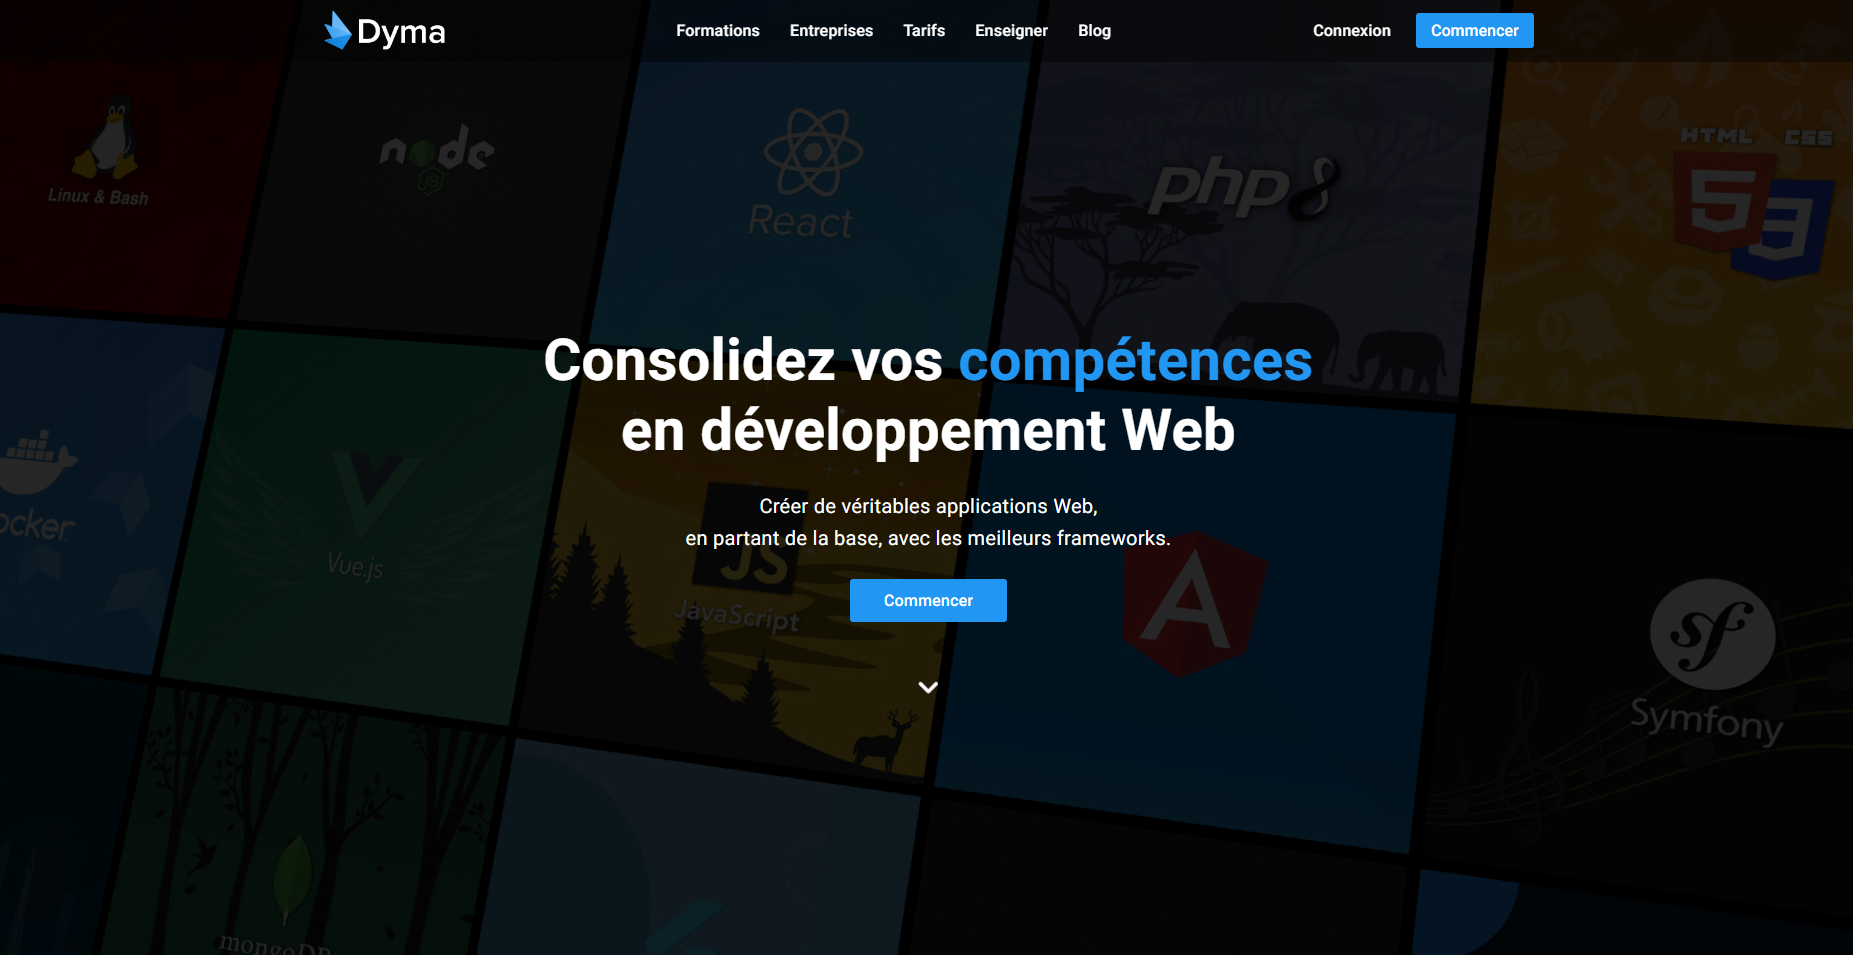 Dyma
Formations
Entreprises
Tarifs
Enseigner
Blog
Connexion
Commencer
Linux & Bash
node
JS
React
php 8
HTML
CSS
5
3
Consolidez vos compétences
en développement Web
Créer de véritables applications Web,
en partant de la base, avec les meilleurs frameworks.
Commencer
ocker
Vue.js
JS
JavaScript
A
sf
Symfony
mongoDB